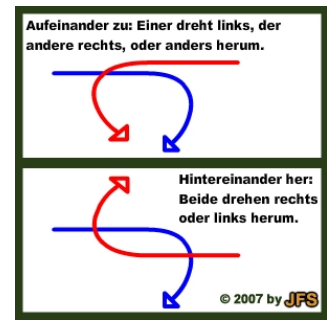 Aufeinander zu: Einer dreht links, der
andere rechts, oder anders herum.
Hintereinander her:
Beide drehen rechts
oder links herum.
© 2007 by JFS